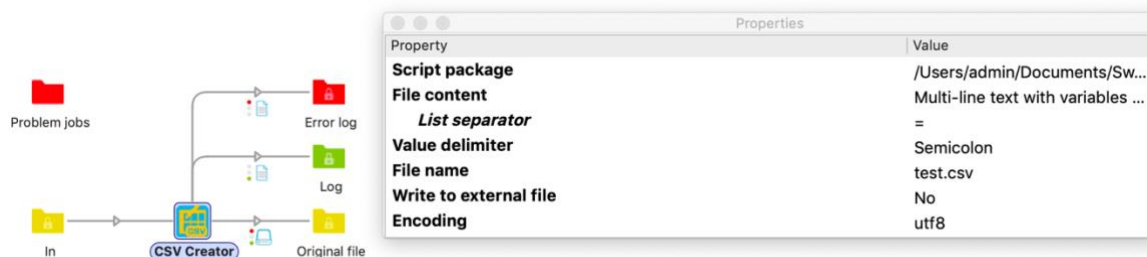 Properties
Property Value
Script package /Users/admin/Documents/Sw...
File content Multi-line text with variables ...
List separator =
Value delimiter Semicolon
File name test.csv
Write to external file No
Encoding utf8
Problem jobs
Error log
Log
In
CSV
CSV Creator
Original file